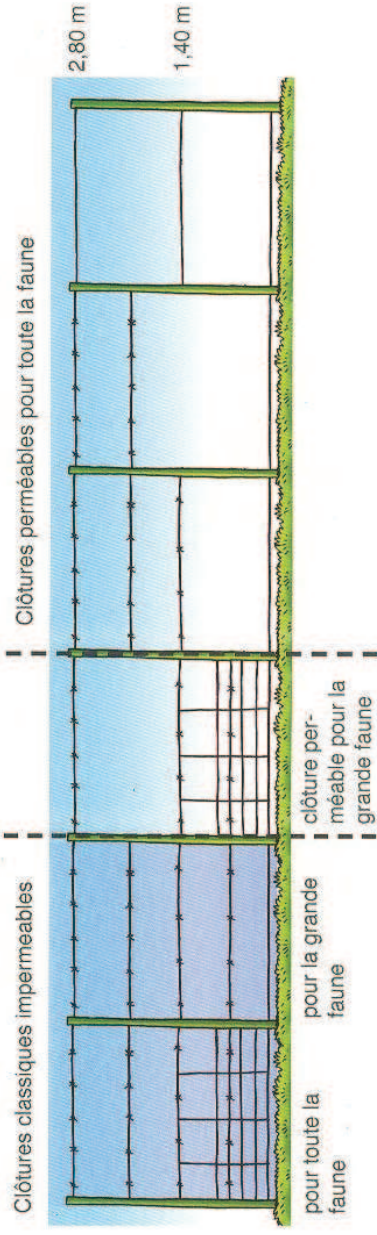 Clôtures classiques imperméables
Clôtures perméables pour toute la faune
2,80 m
1,40 m
pour toute la
faune
pour la grande
faune
clôture per-
méable pour la
grande faune